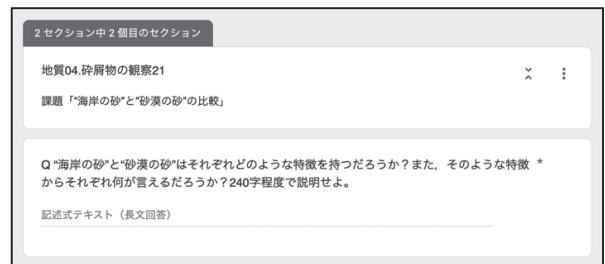 2 セクション中 2 個目のセクション
地質04.砕屑物の観察21
課題「“海岸の砂”と“砂漠の砂”の比較」
Q “海岸の砂”と“砂漠の砂”はそれぞれどのような特徴を持つだろうか？また，そのような特徴 *
からそれぞれ何が言えるだろうか？240字程度で説明せよ。
記述式テキスト（長文回答）